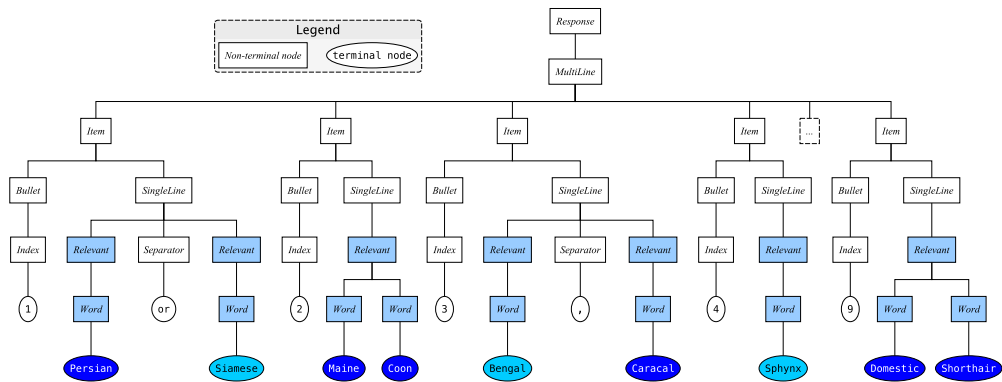 Response
Legend
Non-terminal node terminal node
MultiLine
Item Item Item Item ... Item
Bullet SingleLine Bullet SingleLine Bullet SingleLine Bullet SingleLine Bullet SingleLine
Index Relevant Separator Relevant Index Relevant Index Relevant Separator Relevant Index Relevant Index Relevant
1 Word or Word 2 Word Word 3 Word , Word 4 Word 9 Word Word
Persian Siamese Maine Coon Bengal Caracal Sphynx Domestic Shorthair